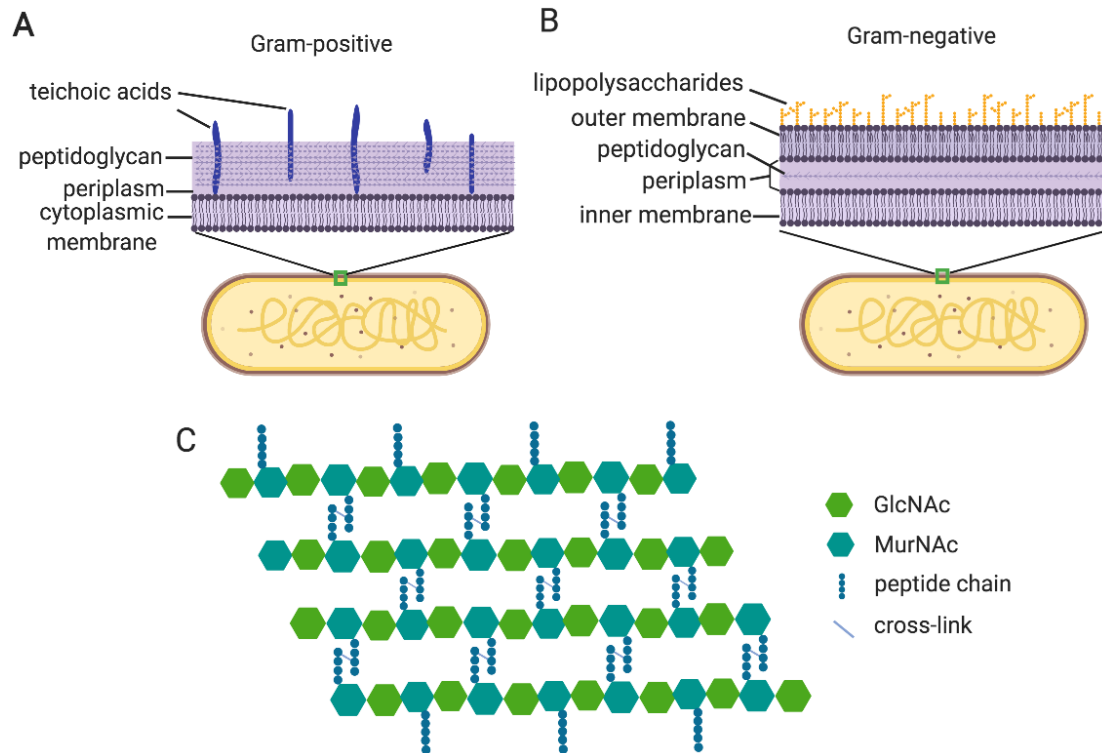 A
Gram-positive
teichoic acids
peptidoglycan
periplasm
cytoplasmic
membrane
B
Gram-negative
lipopolysaccharides
outer membrane
peptidoglycan
periplasm
inner membrane
C
GlcNAc
MurNAc
peptide chain
cross-link